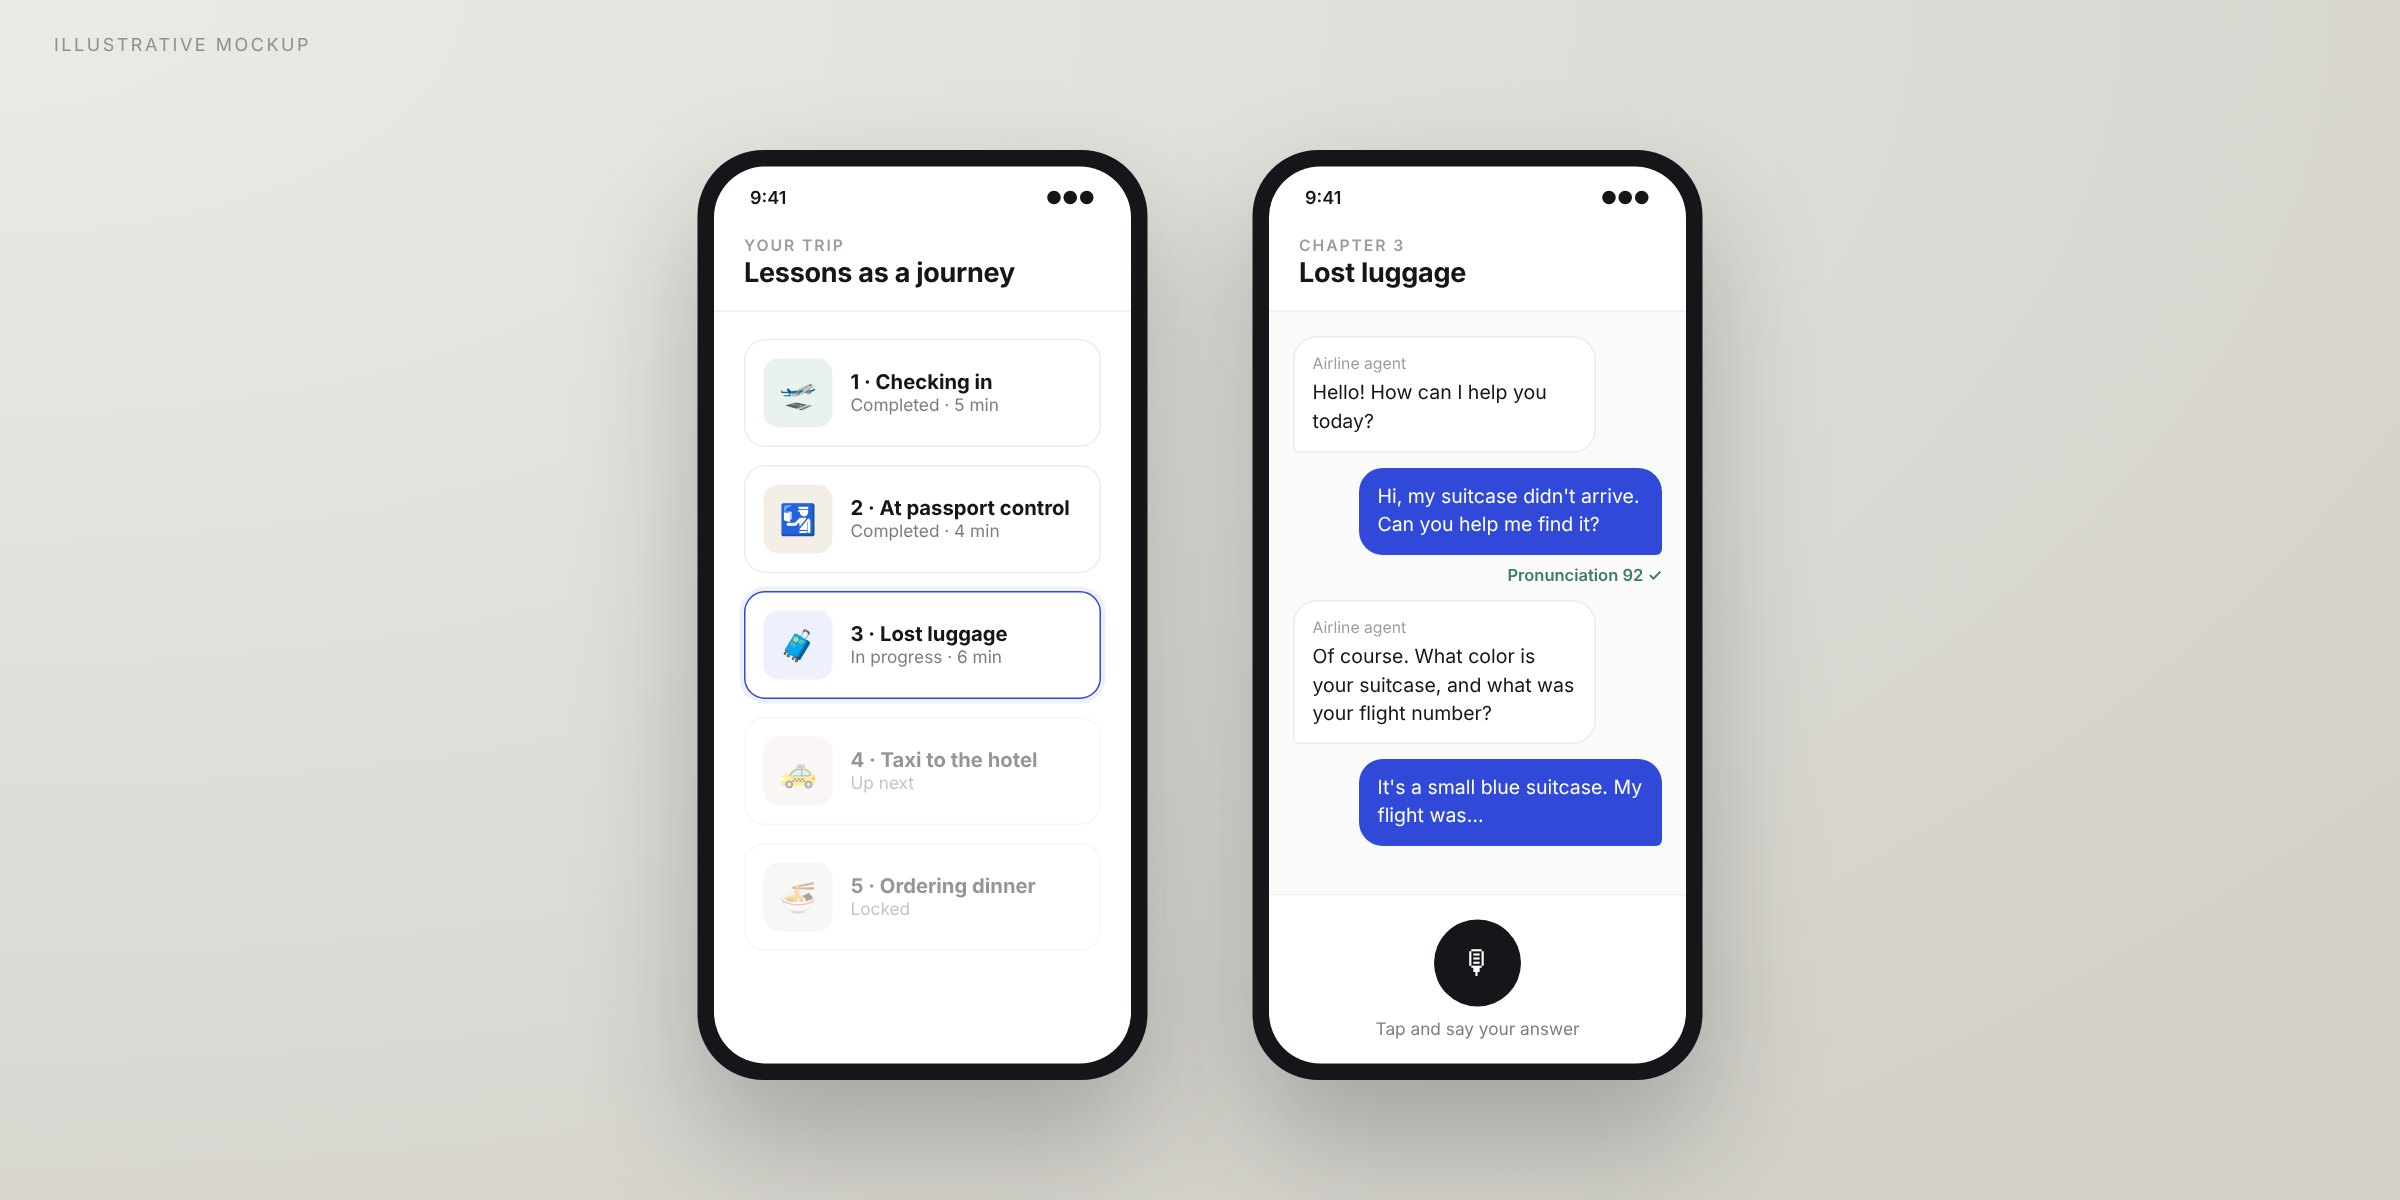 ILLUSTRATIVE MOCKUP
9:41
YOUR TRIP
Lessons as a journey
1 · Checking in
Completed · 5 min
2 · At passport control
Completed · 4 min
3 · Lost luggage
In progress · 6 min
4 · Taxi to the hotel
Up next
5 · Ordering dinner
Locked
9:41
CHAPTER 3
Lost luggage
Airline agent
Hello! How can I help you
today?
Hi, my suitcase didn't arrive.
Can you help me find it?
Pronunciation 92 ✓
Airline agent
Of course. What color is
your suitcase, and what was
your flight number?
It's a small blue suitcase. My
flight was...
Tap and say your answer